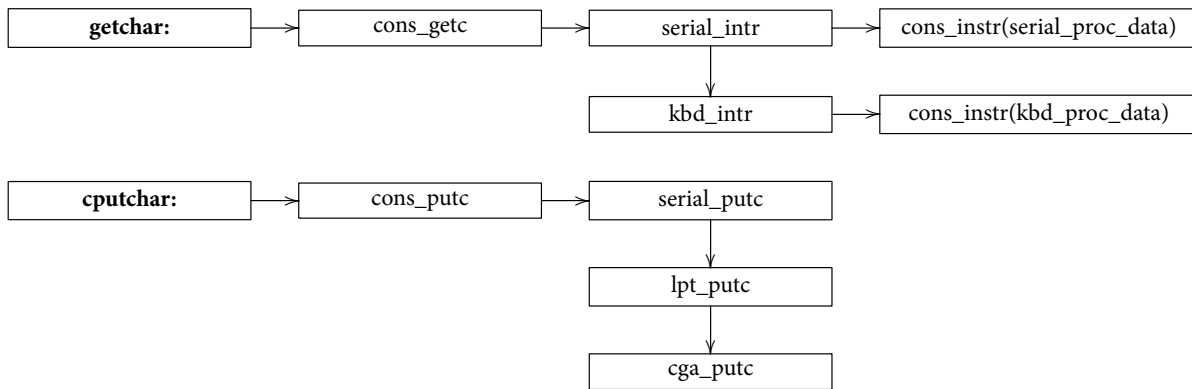 getchar:
cons_getc
serial_intr
cons_instr(serial_proc_data)
kbd_intr
cons_instr(kbd_proc_data)
cputchar:
cons_putc
serial_putc
lpt_putc
cga_putc